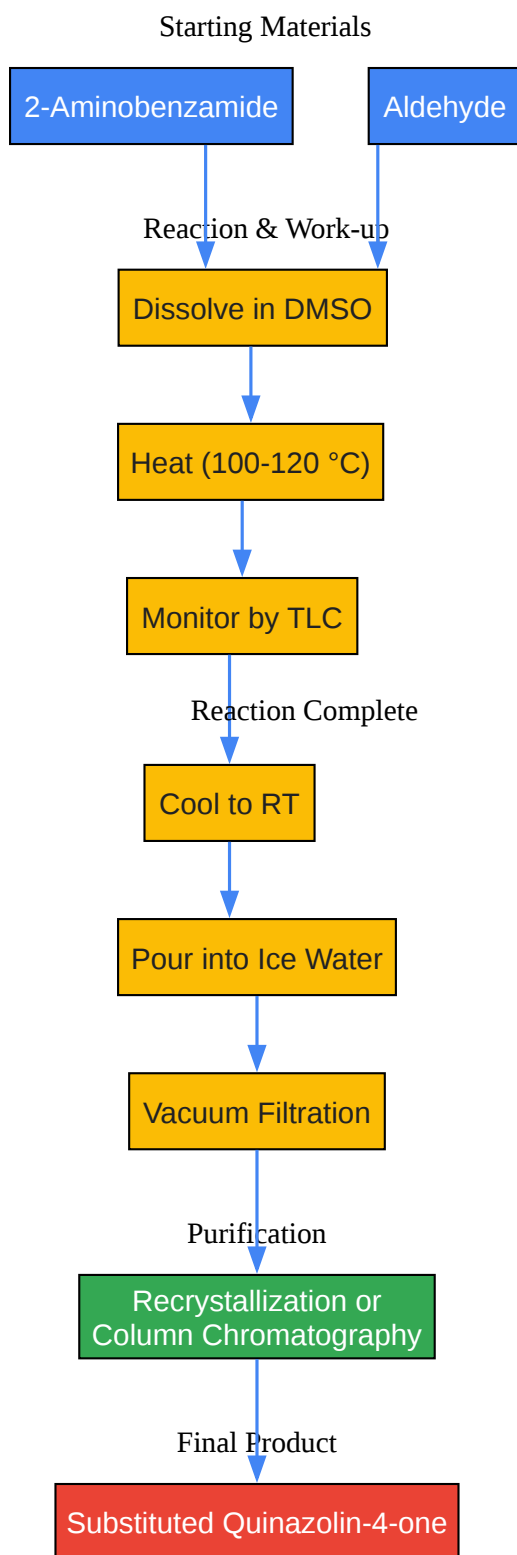 Starting Materials
2-Aminobenzamide
Aldehyde
Reaction & Work-up
Dissolve in DMSO
Heat (100-120 °C)
Monitor by TLC
Reaction Complete
Cool to RT
Pour into Ice Water
Vacuum Filtration
Purification
Recrystallization or
Column Chromatography
Final Product
Substituted Quinazolin-4-one